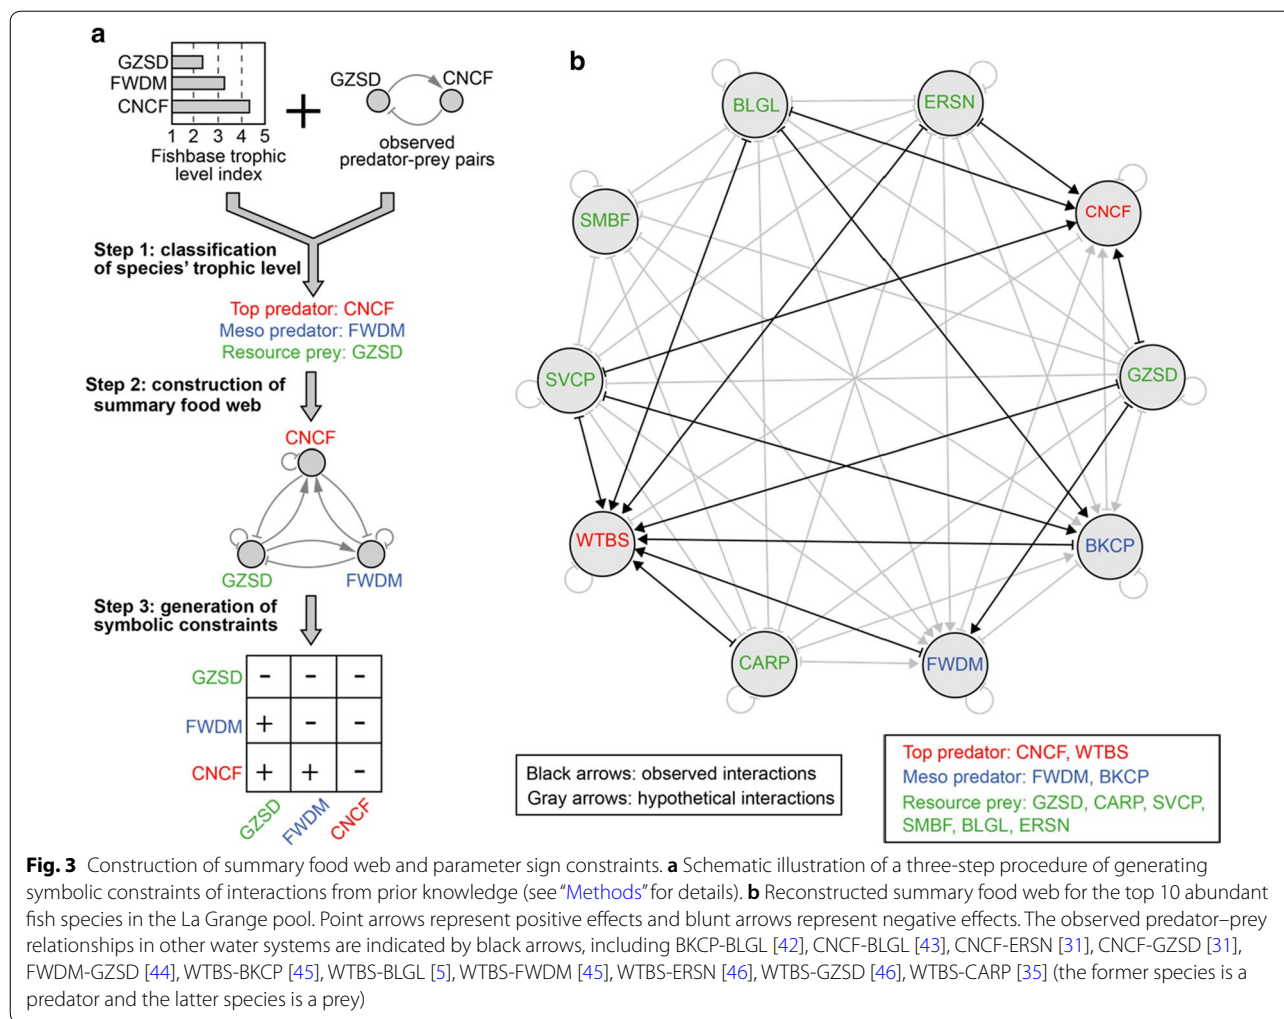 a
GZSD
FWDM
CNCF
1 2 3 4 5
Fishbase trophic
level index
+
GZSD
CNCF
observed
predator-prey pairs
Step 1: classification
of species' trophic level
Top predator: CNCF
Meso predator: FWDM
Resource prey: GZSD
Step 2: construction of
summary food web
CNCF
GZSD
FWDM
Step 3: generation of
symbolic constraints
GZSD - - -
FWDM + - -
CNCF + + -
GZSD FWDM CNCF
b
BLGL
ERSN
SMBF
CNCF
SVCP
GZSD
WTBS
BKCP
CARP
FWDM
Black arrows: observed interactions
Gray arrows: hypothetical interactions
Top predator: CNCF, WTBS
Meso predator: FWDM, BKCP
Resource prey: GZSD, CARP, SVCP,
SMBF, BLGL, ERSN
Fig. 3 Construction of summary food web and parameter sign constraints. a Schematic illustration of a three-step procedure of generating
symbolic constraints of interactions from prior knowledge (see “Methods” for details). b Reconstructed summary food web for the top 10 abundant
fish species in the La Grange pool. Point arrows represent positive effects and blunt arrows represent negative effects. The observed predator–prey
relationships in other water systems are indicated by black arrows, including BKCP-BLGL [42], CNCF-BLGL [43], CNCF-ERSN [31], CNCF-GZSD [31],
FWDM-GZSD [44], WTBS-BKCP [45], WTBS-BLGL [5], WTBS-FWDM [45], WTBS-ERSN [46], WTBS-GZSD [46], WTBS-CARP [35] (the former species is a
predator and the latter species is a prey)